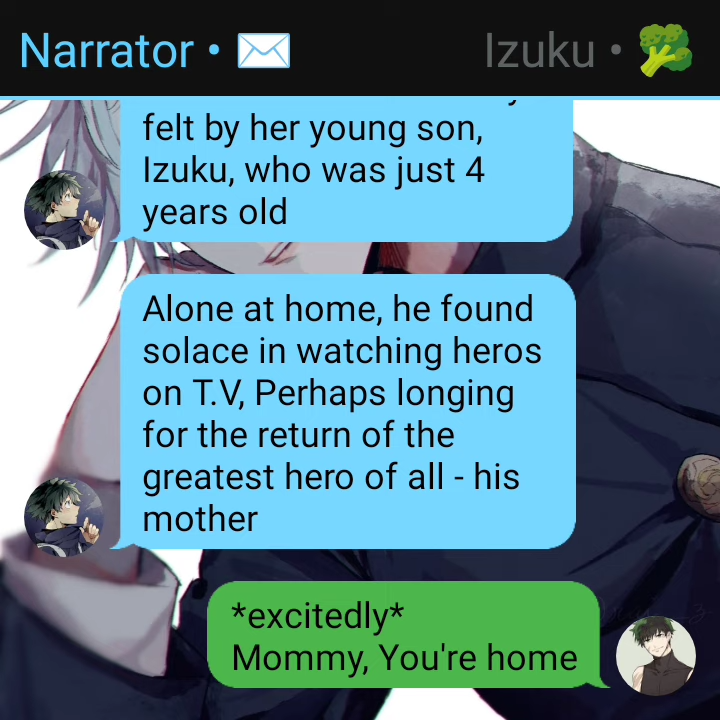 Narrator • ✉️
Izuku • 🥦
felt by her young son,
Izuku, who was just 4
years old
Alone at home, he found
solace in watching heros
on T.V, Perhaps longing
for the return of the
greatest hero of all - his
mother
*excitedly*
Mommy, You're home